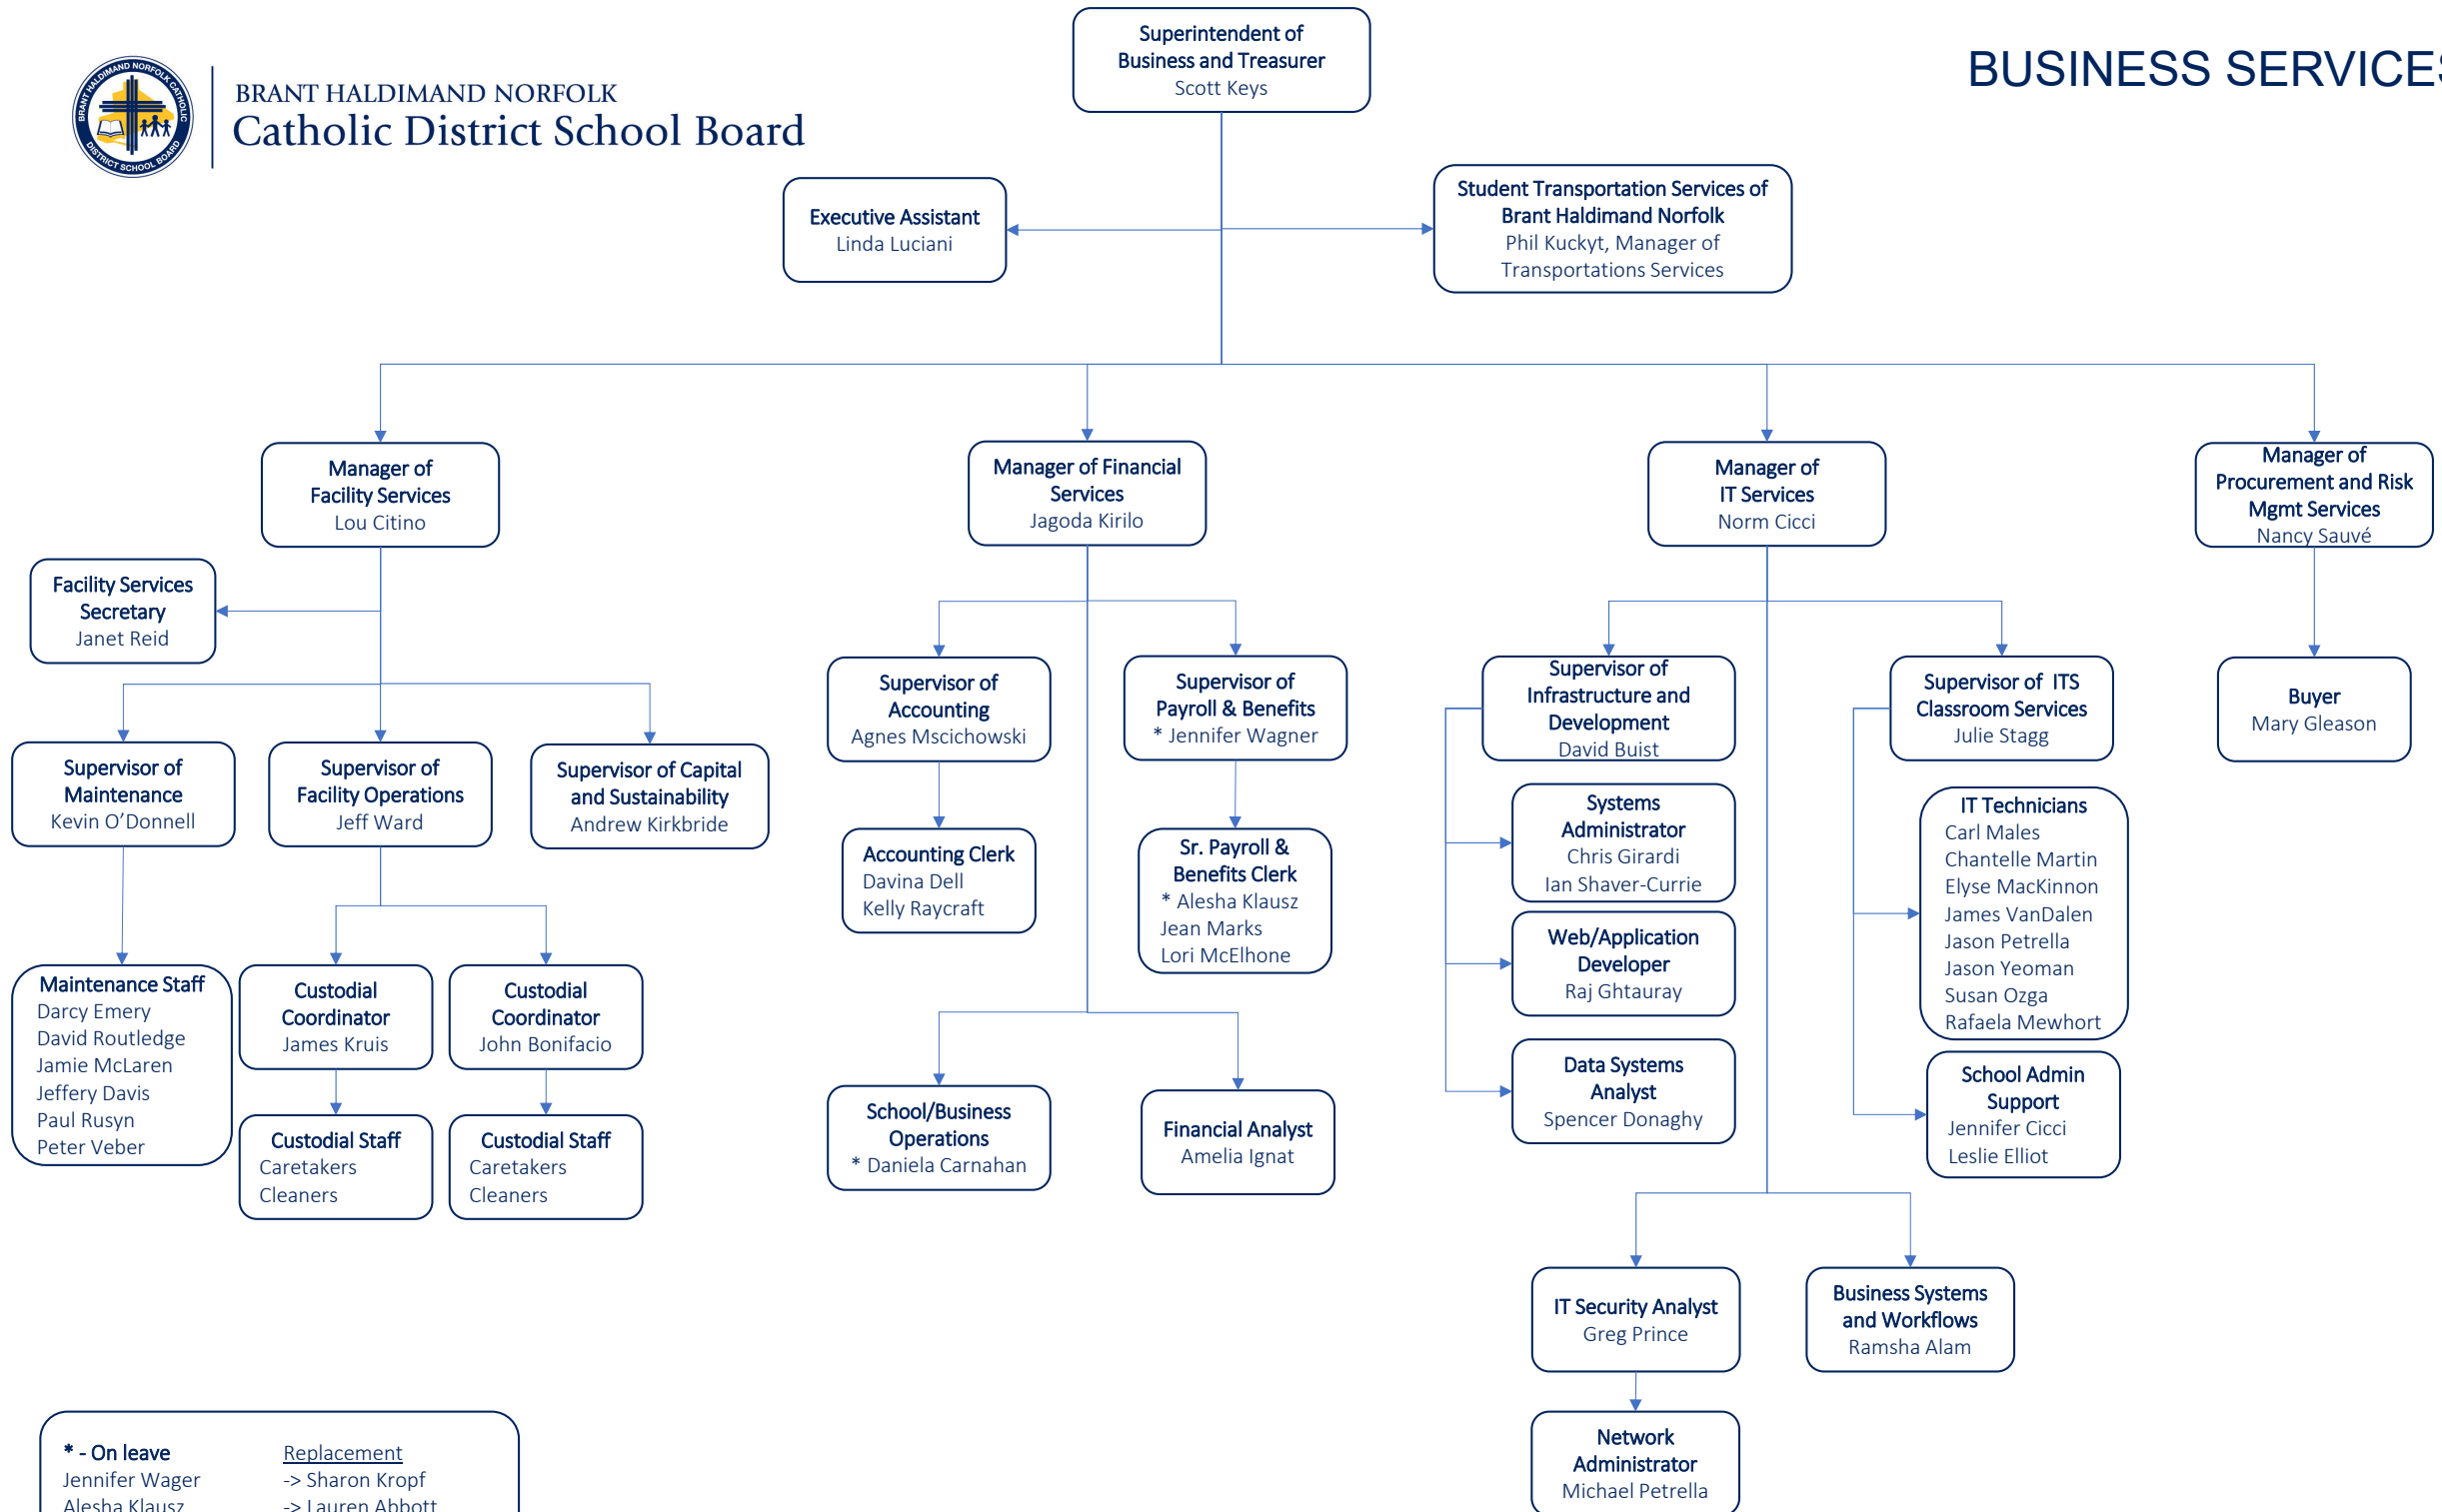 BRANT HALDIMAND NORFOLK CATHOLIC
DISTRICT SCHOOL BOARD
BRANT HALDIMAND NORFOLK
Catholic District School Board
BUSINESS SERVICES
Superintendent of
Business and Treasurer
Scott Keys
Executive Assistant
Linda Luciani
Student Transportation Services of
Brant Haldimand Norfolk
Phil Kuckyt, Manager of
Transportations Services
Manager of
Facility Services
Lou Citino
Manager of Financial
Services
Jagoda Kirilo
Manager of
IT Services
Norm Cicci
Manager of
Procurement and Risk
Mgmt Services
Nancy Sauvé
Facility Services
Secretary
Janet Reid
Supervisor of
Maintenance
Kevin O’Donnell
Supervisor of
Facility Operations
Jeff Ward
Supervisor of Capital
and Sustainability
Andrew Kirkbride
Maintenance Staff
Darcy Emery
David Routledge
Jamie McLaren
Jeffery Davis
Paul Rusyn
Peter Veber
Custodial
Coordinator
James Kruis
Custodial
Coordinator
John Bonifacio
Custodial Staff
Caretakers
Cleaners
Custodial Staff
Caretakers
Cleaners
Supervisor of
Accounting
Agnes Mscichowski
Supervisor of
Payroll & Benefits
* Jennifer Wagner
Accounting Clerk
Davina Dell
Kelly Raycraft
Sr. Payroll &
Benefits Clerk
* Alesha Klausz
Jean Marks
Lori McElhone
School/Business
Operations
* Daniela Carnahan
Financial Analyst
Amelia Ignat
Supervisor of
Infrastructure and
Development
David Buist
Systems
Administrator
Chris Girardi
Ian Shaver-Currie
Web/Application
Developer
Raj Ghtauray
Data Systems
Analyst
Spencer Donaghy
Supervisor of ITS
Classroom Services
Julie Stagg
IT Technicians
Carl Males
Chantelle Martin
Elyse MacKinnon
James VanDalen
Jason Petrella
Jason Yeoman
Susan Ozga
Rafaela Mewhort
School Admin
Support
Jennifer Cicci
Leslie Elliot
Buyer
Mary Gleason
IT Security Analyst
Greg Prince
Business Systems
and Workflows
Ramsha Alam
Network
Administrator
Michael Petrella
* - On leave Replacement
Jennifer Wager -> Sharon Kropf
Alesha Klausz -> Lauren Abbott